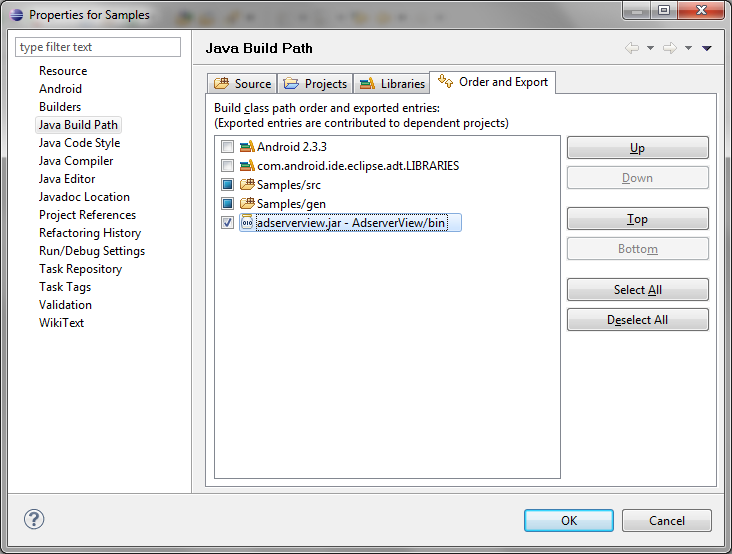 Properties for Samples
type filter text
Resource
Android
Builders
Java Build Path
Java Code Style
Java Compiler
Java Editor
Javadoc Location
Project References
Refactoring History
Run/Debug Settings
Task Repository
Task Tags
Validation
WikiText
Java Build Path
Source Projects Libraries Order and Export
Build class path order and exported entries:
(Exported entries are contributed to dependent projects)
Android 2.3.3
com.android.ide.eclipse.adt.LIBRARIES
Samples/src
Samples/gen
010 adserverview.jar - AdserverView/bin
Up
Down
Top
Bottom
Select All
Deselect All
?
OK Cancel